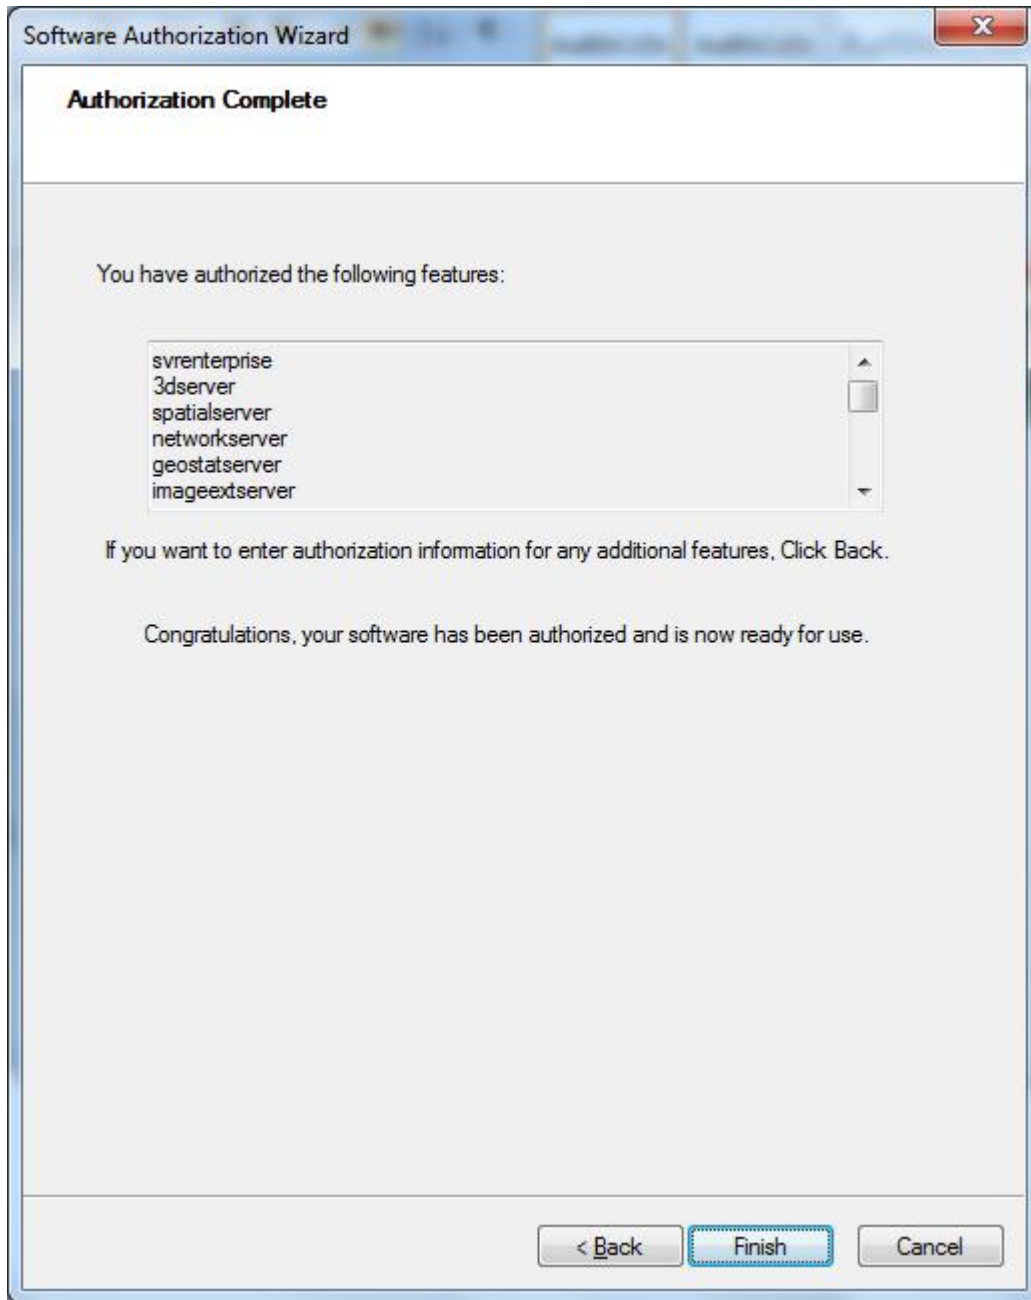 Software Authorization Wizard
Authorization Complete
You have authorized the following features:
svrenterprise
3dserver
spatialserver
networkserver
geostatserver
imageextserver
If you want to enter authorization information for any additional features, Click Back.
Congratulations, your software has been authorized and is now ready for use.
< Back
Finish
Cancel